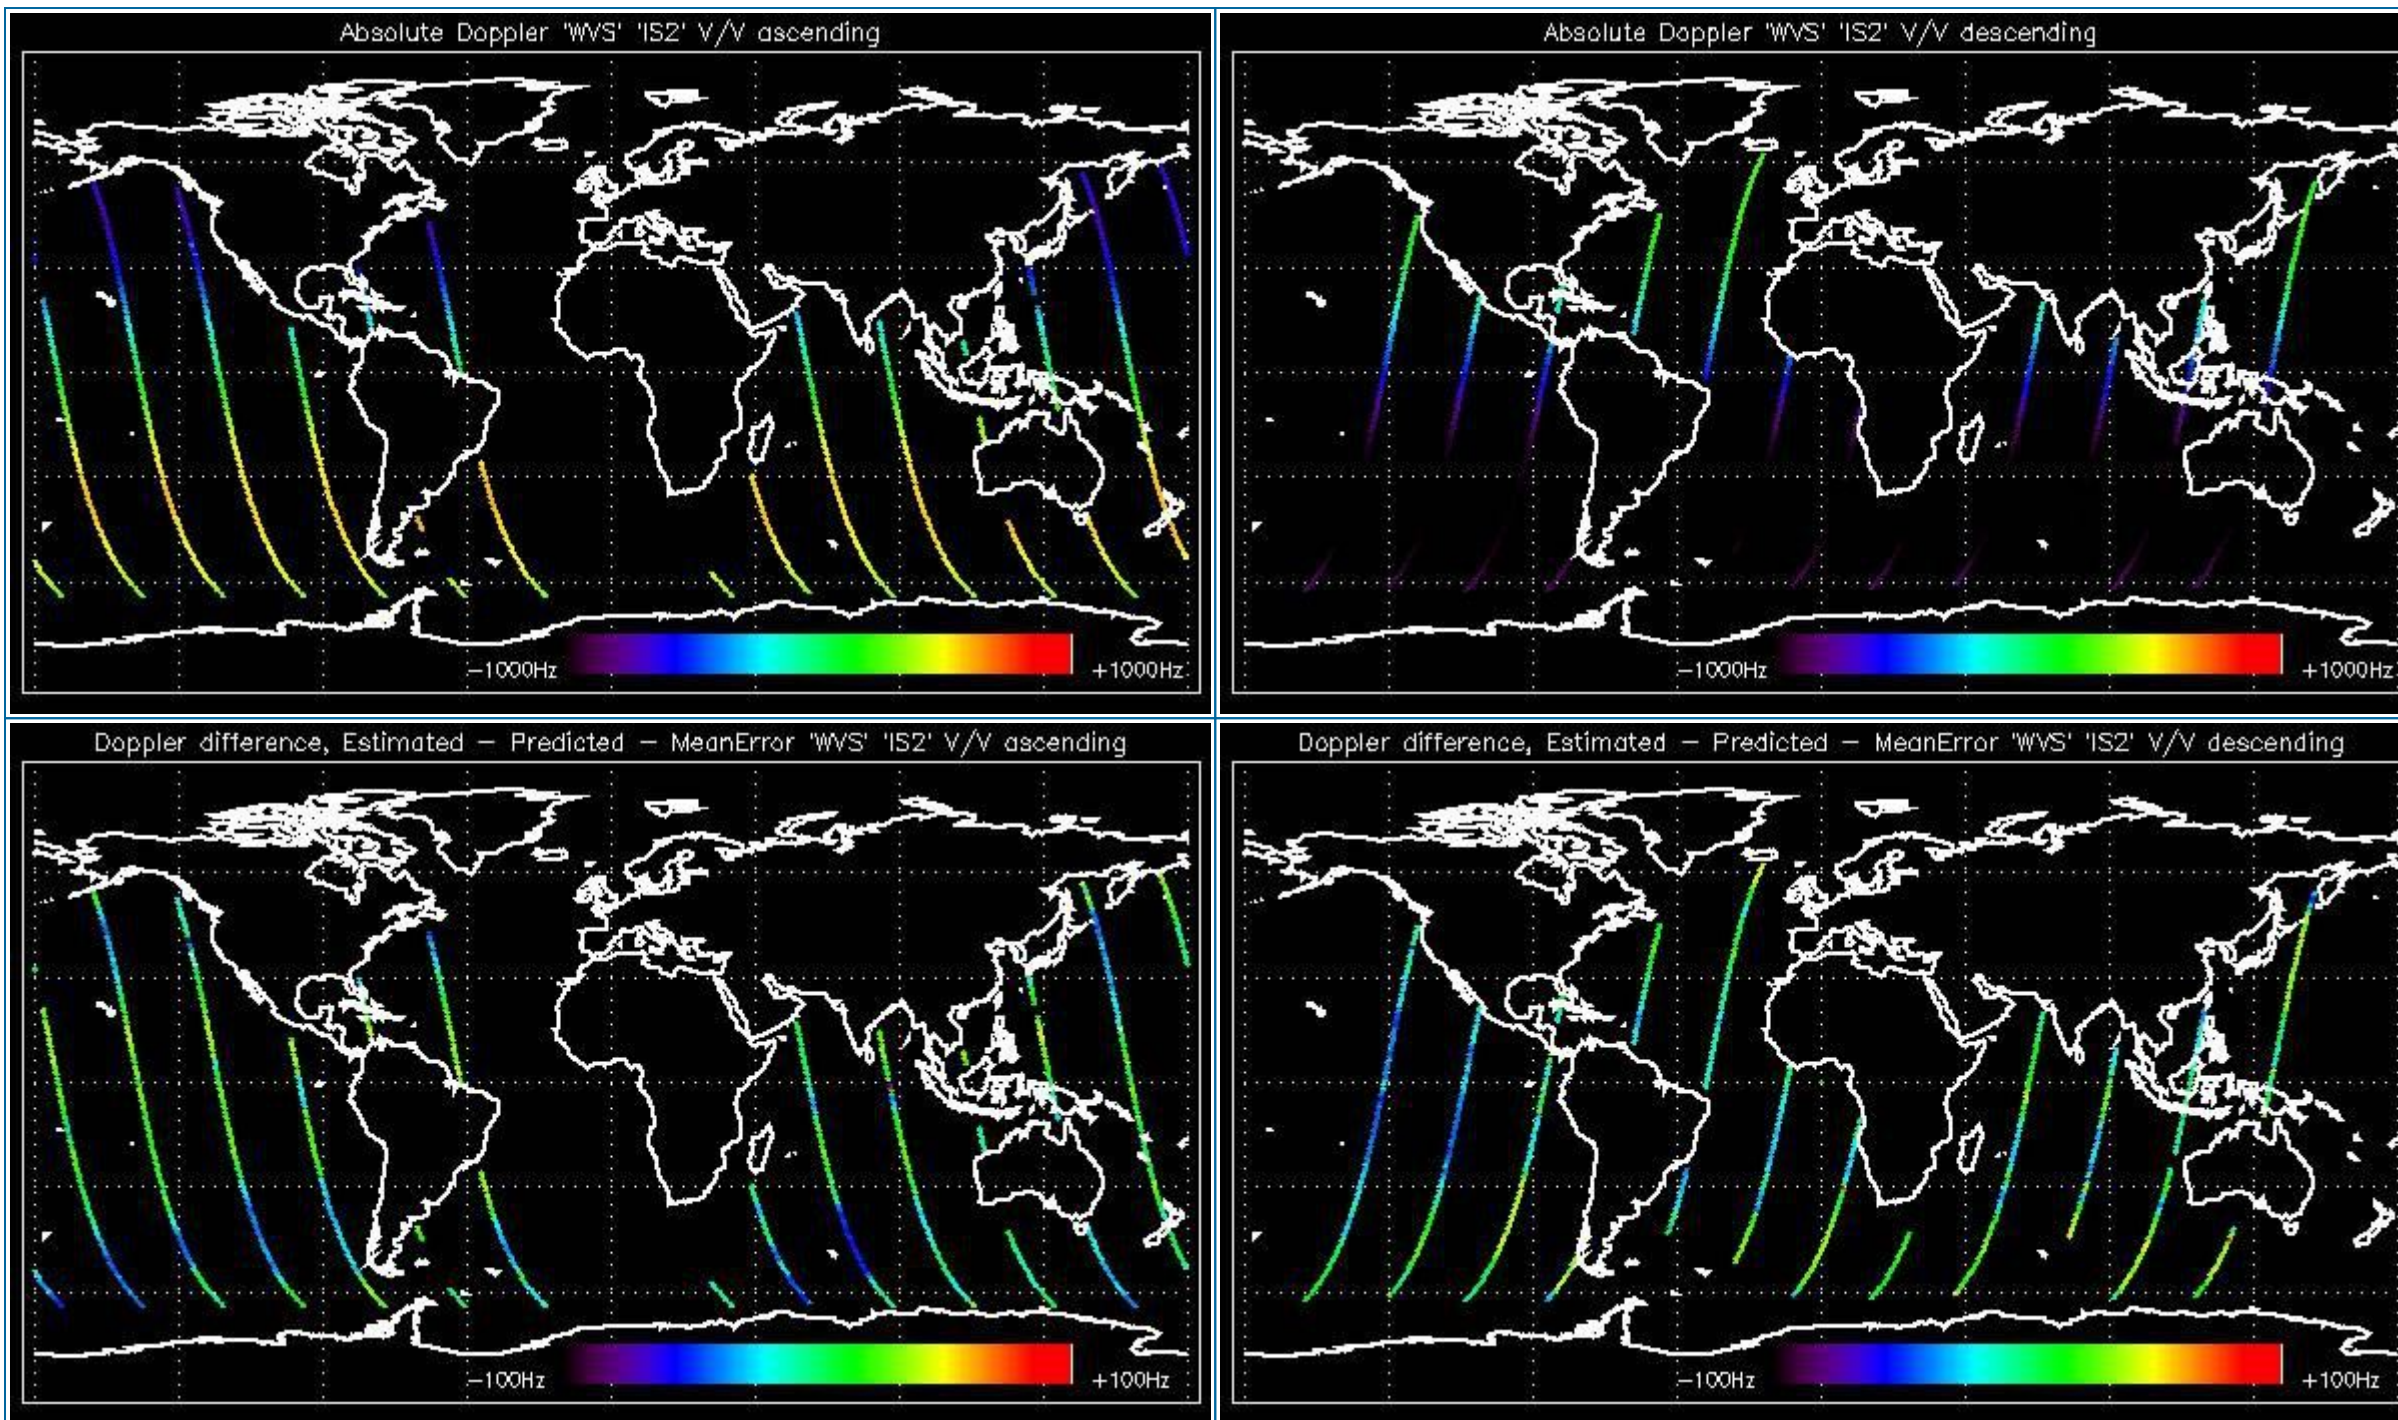 Absolute Doppler 'WVS' 'IS2' V/V ascending
-1000Hz
+1000Hz
Absolute Doppler 'WVS' 'IS2' V/V descending
-1000Hz
+1000Hz
Doppler difference, Estimated - Predicted - MeanError 'WVS' 'IS2' V/V ascending
-100Hz
+100Hz
Doppler difference, Estimated - Predicted - MeanError 'WVS' 'IS2' V/V descending
-100Hz
+100Hz